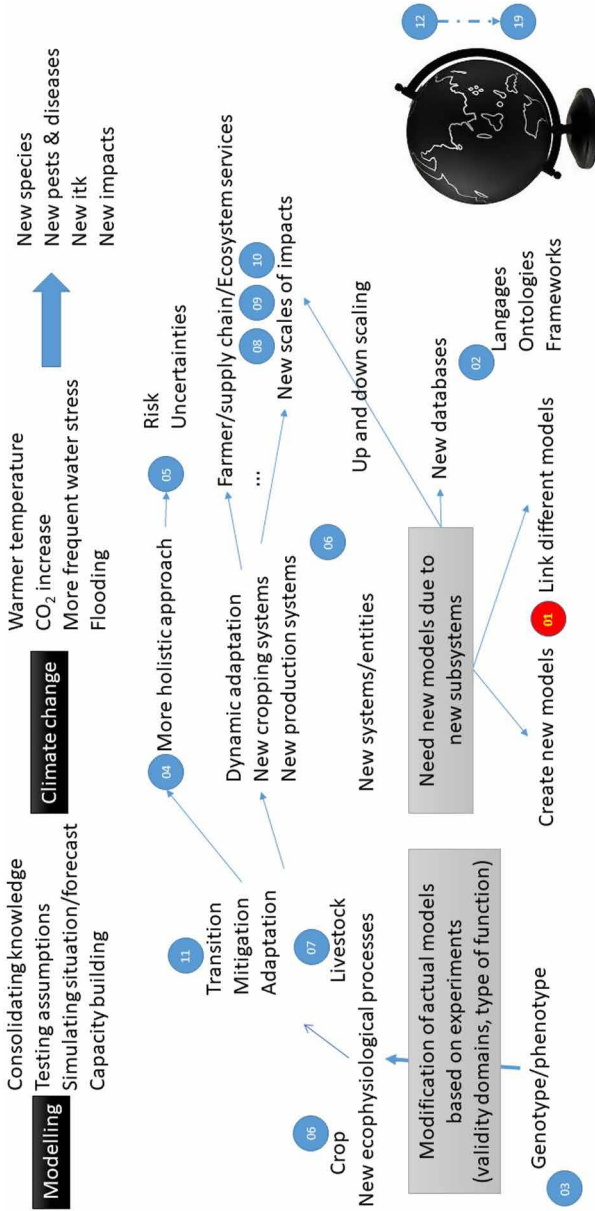 Modelling
Consolidating knowledge
Testing assumptions
Simulating situation/forecast
Capacity building
Climate change
Warmer temperature
CO₂ increase
More frequent water stress
Flooding
New species
New pests & diseases
New itk
New impacts
11
Transition
Mitigation
Adaptation
04
More holistic approach
05
Risk
Uncertainties
Dynamic adaptation
New cropping systems
New production systems
Farmer/supply chain/Ecosystem services
...
08
09
10
New scales of impacts
06
Crop
07
Livestock
New ecophysiological processes
06
New systems/entities
Up and down scaling
Modification of actual models
based on experiments
(validity domains, type of function)
Need new models due to
new subsystems
New databases
02
Langages
Ontologies
Frameworks
03
Genotype/phenotype
Create new models
01
Link different models
12
19